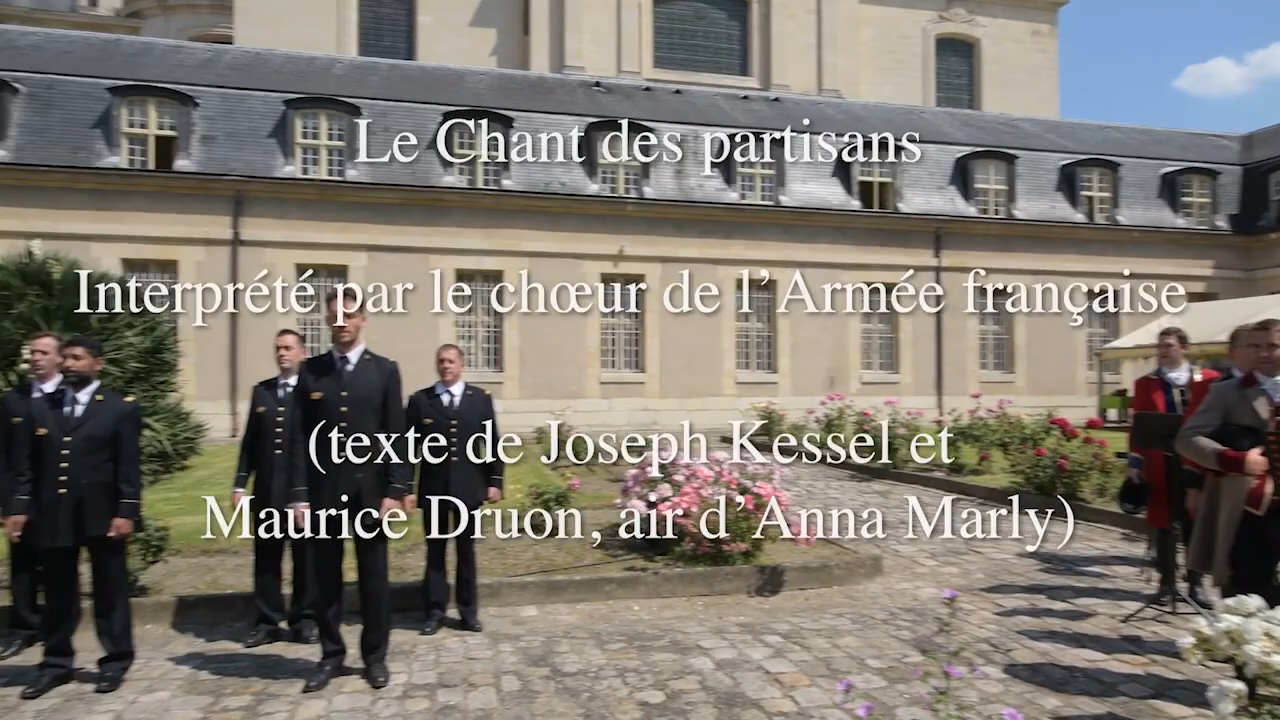 Le Chant des partisans
Interprété par le chœur de l’Armée française
(texte de Joseph Kessel et
Maurice Druon, air d’Anna Marly)